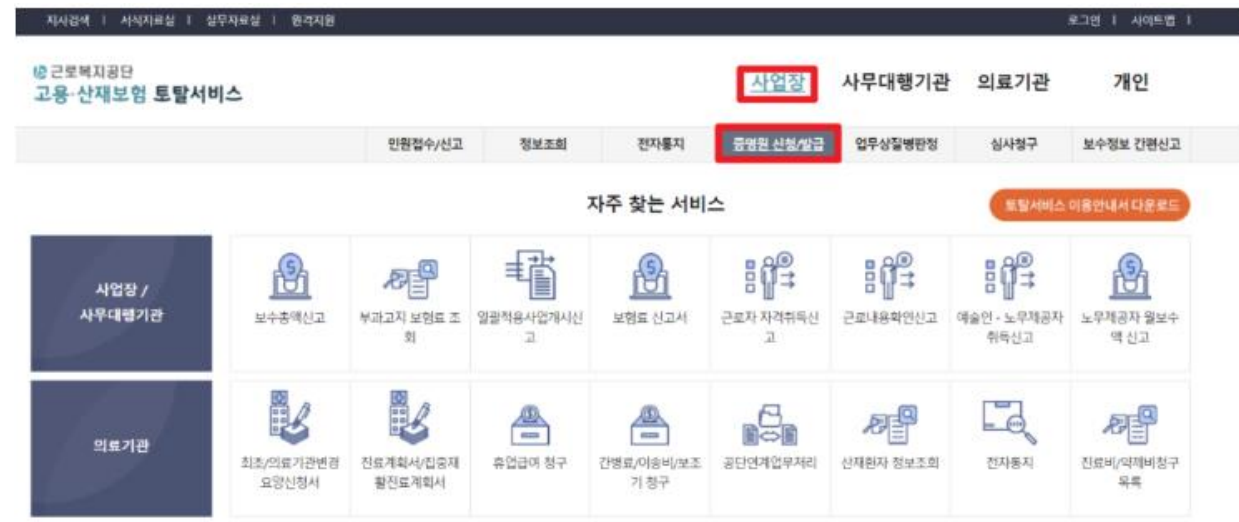 지사검색 | 서식자료실 | 실무자료실 | 원격지원
로그인 | 사이트맵 |
근로복지공단
고용·산재보험 토탈서비스
사업장 사무대행기관 의료기관 개인
민원접수/신고 정보조회 전자통지 증명원 신청/발급 업무상질병판정 심사청구 보수정보 간편신고
자주 찾는 서비스
토탈서비스 이용안내서 다운로드
사업장 /
사무대행기관
보수총액신고
부과고지 보험료 조
회
일괄적용사업개시신
고
보험료 신고서
근로자 자격취득신
고
근로내용확인신고
예술인·노무제공자
취득신고
노무제공자 월보수
액 신고
의료기관
최초/의료기관변경
요양신청서
진료계획서/집중재
활진료계획서
휴업급여 청구
간병료/이송비/보조
기 청구
공단연계업무처리
산재환자 정보조회
전자통지
진료비/약제비청구
목록